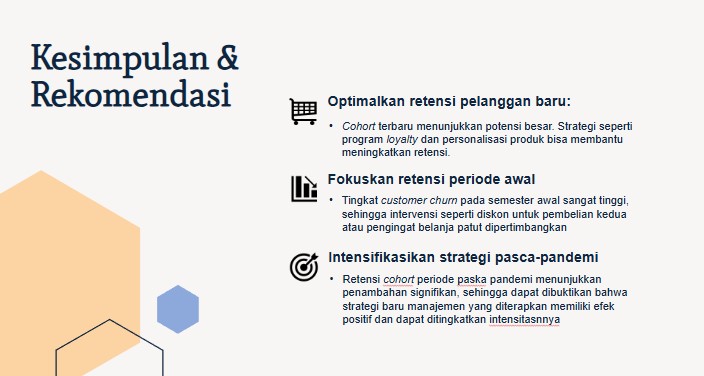 Kesimpulan &
Rekomendasi
Optimalkan retensi pelanggan baru:
• Cohort terbaru menunjukkan potensi besar. Strategi seperti
program loyalty dan personalisasi produk bisa membantu
meningkatkan retensi.
Fokuskan retensi periode awal
• Tingkat customer churn pada semester awal sangat tinggi,
sehingga intervensi seperti diskon untuk pembelian kedua
atau pengingat belanja patut dipertimbangkan
Intensifikasikan strategi pasca-pandemi
• Retensi cohort periode paska pandemi menunjukkan
penambahan signifikan, sehingga dapat dibuktikan bahwa
strategi baru manajemen yang diterapkan memiliki efek
positif dan dapat ditingkatkan intensitasnnya